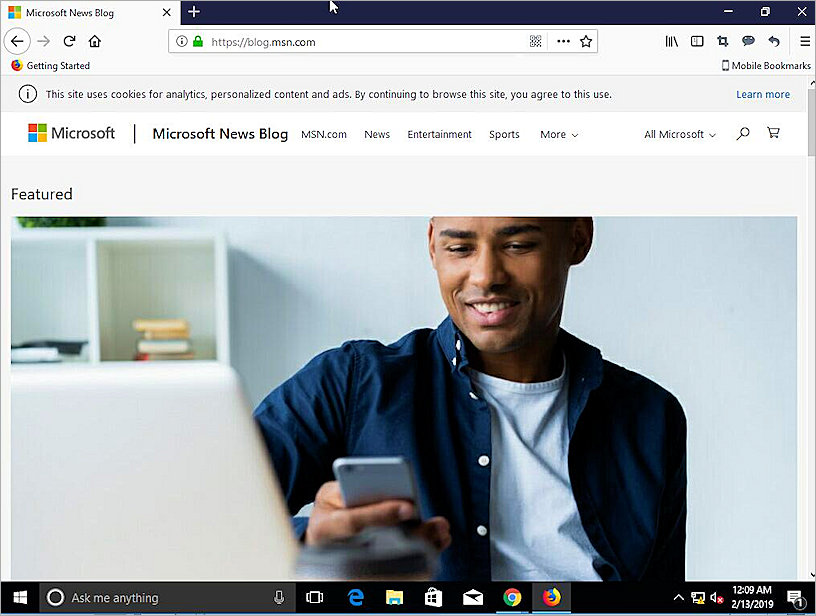 Microsoft News Blog
https://blog.msn.com
Getting Started
Mobile Bookmarks
This site uses cookies for analytics, personalized content and ads. By continuing to browse this site, you agree to this use.
Learn more
Microsoft
Microsoft News Blog
MSN.com
News
Entertainment
Sports
More
All Microsoft
Featured
Ask me anything
12:09 AM
2/13/2019
1